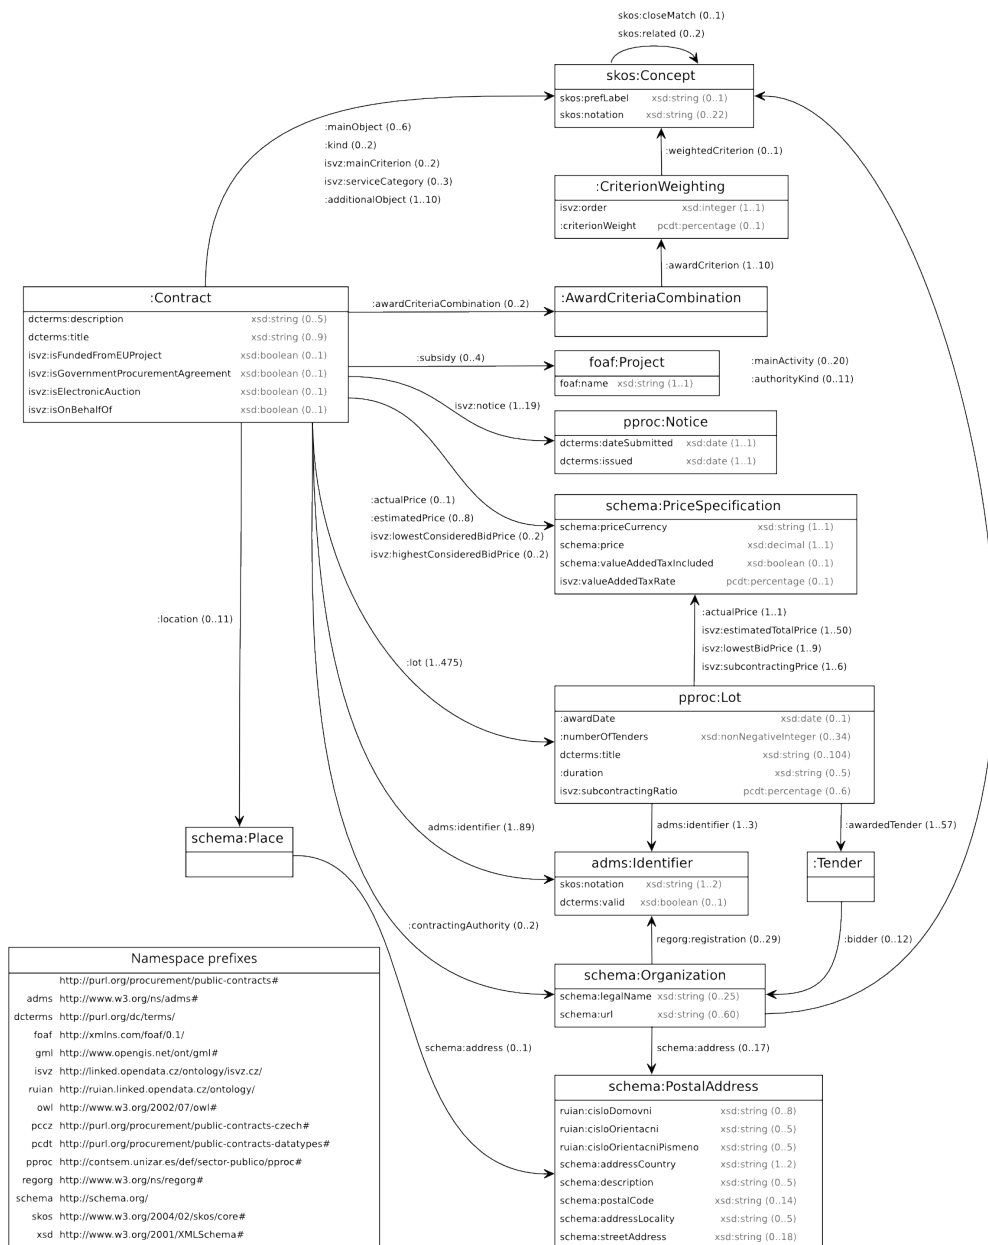 skos:closeMatch (0..1)
skos:related (0..2)
skos:Concept
skos:prefLabel xsd:string (0..1)
skos:notation xsd:string (0..22)
:mainObject (0..6)
:kind (0..2)
isvz:mainCriterion (0..2)
isvz:serviceCategory (0..3)
:additionalObject (1..10)
:weightedCriterion (0..1)
:CriterionWeighting
isvz:order xsd:integer (1..1)
:criterionWeight pcdt:percentage (0..1)
:awardCriterion (1..10)
:Contract
dcterms:description xsd:string (0..5)
dcterms:title xsd:string (0..9)
isvz:isFundedFromEUProject xsd:boolean (0..1)
isvz:isGovernmentProcurementAgreement xsd:boolean (0..1)
isvz:isElectronicAuction xsd:boolean (0..1)
isvz:isOnBehalfOf xsd:boolean (0..1)
:awardCriteriaCombination (0..2)
:AwardCriteriaCombination
:subsidy (0..4)
foaf:Project
foaf:name xsd:string (1..1)
:mainActivity (0..20)
:authorityKind (0..11)
isvz:notice (1..19)
pproc:Notice
dcterms:dateSubmitted xsd:date (1..1)
dcterms:issued xsd:date (1..1)
:actualPrice (0..1)
:estimatedPrice (0..8)
isvz:lowestConsideredBidPrice (0..2)
isvz:highestConsideredBidPrice (0..2)
schema:PriceSpecification
schema:priceCurrency xsd:string (1..1)
schema:price xsd:decimal (1..1)
schema:valueAddedTaxIncluded xsd:boolean (0..1)
isvz:valueAddedTaxRate pcdt:percentage (0..1)
:location (0..11)
:actualPrice (1..1)
isvz:estimatedTotalPrice (1..50)
isvz:lowestBidPrice (1..9)
isvz:subcontractingPrice (1..6)
:lot (1..475)
pproc:Lot
:awardDate xsd:date (0..1)
:numberOfTenders xsd:nonNegativeInteger (0..34)
dcterms:title xsd:string (0..104)
:duration xsd:string (0..5)
isvz:subcontractingRatio pcdt:percentage (0..6)
adms:identifier (1..89)
adms:identifier (1..3)
:awardedTender (1..57)
schema:Place
adms:Identifier
skos:notation xsd:string (1..2)
dcterms:valid xsd:boolean (0..1)
:Tender
:contractingAuthority (0..2)
regorg:registration (0..29)
:bidder (0..12)
schema:Organization
schema:legalName xsd:string (0..25)
schema:url xsd:string (0..60)
schema:address (0..1)
schema:address (0..17)
schema:PostalAddress
ruian:cisloDomovni xsd:string (0..8)
ruian:cisloOrientacni xsd:string (0..5)
ruian:cisloOrientacniPismeno xsd:string (0..5)
schema:addressCountry xsd:string (1..2)
schema:description xsd:string (0..5)
schema:postalCode xsd:string (0..14)
schema:addressLocality xsd:string (0..5)
schema:streetAddress xsd:string (0..18)
Namespace prefixes
http://purl.org/procurement/public-contracts#
adms http://www.w3.org/ns/adms#
dcterms http://purl.org/dc/terms/
foaf http://xmlns.com/foaf/0.1/
gml http://www.opengis.net/ont/gml#
isvz http://linked.opendata.cz/ontology/isvz.cz/
ruian http://ruian.linked.opendata.cz/ontology/
owl http://www.w3.org/2002/07/owl#
pccz http://purl.org/procurement/public-contracts-czech#
pcdt http://purl.org/procurement/public-contracts-datatypes#
pproc http://contsem.unizar.es/def/sector-publico/pproc#
regorg http://www.w3.org/ns/regorg#
schema http://schema.org/
skos http://www.w3.org/2004/02/skos/core#
xsd http://www.w3.org/2001/XMLSchema#